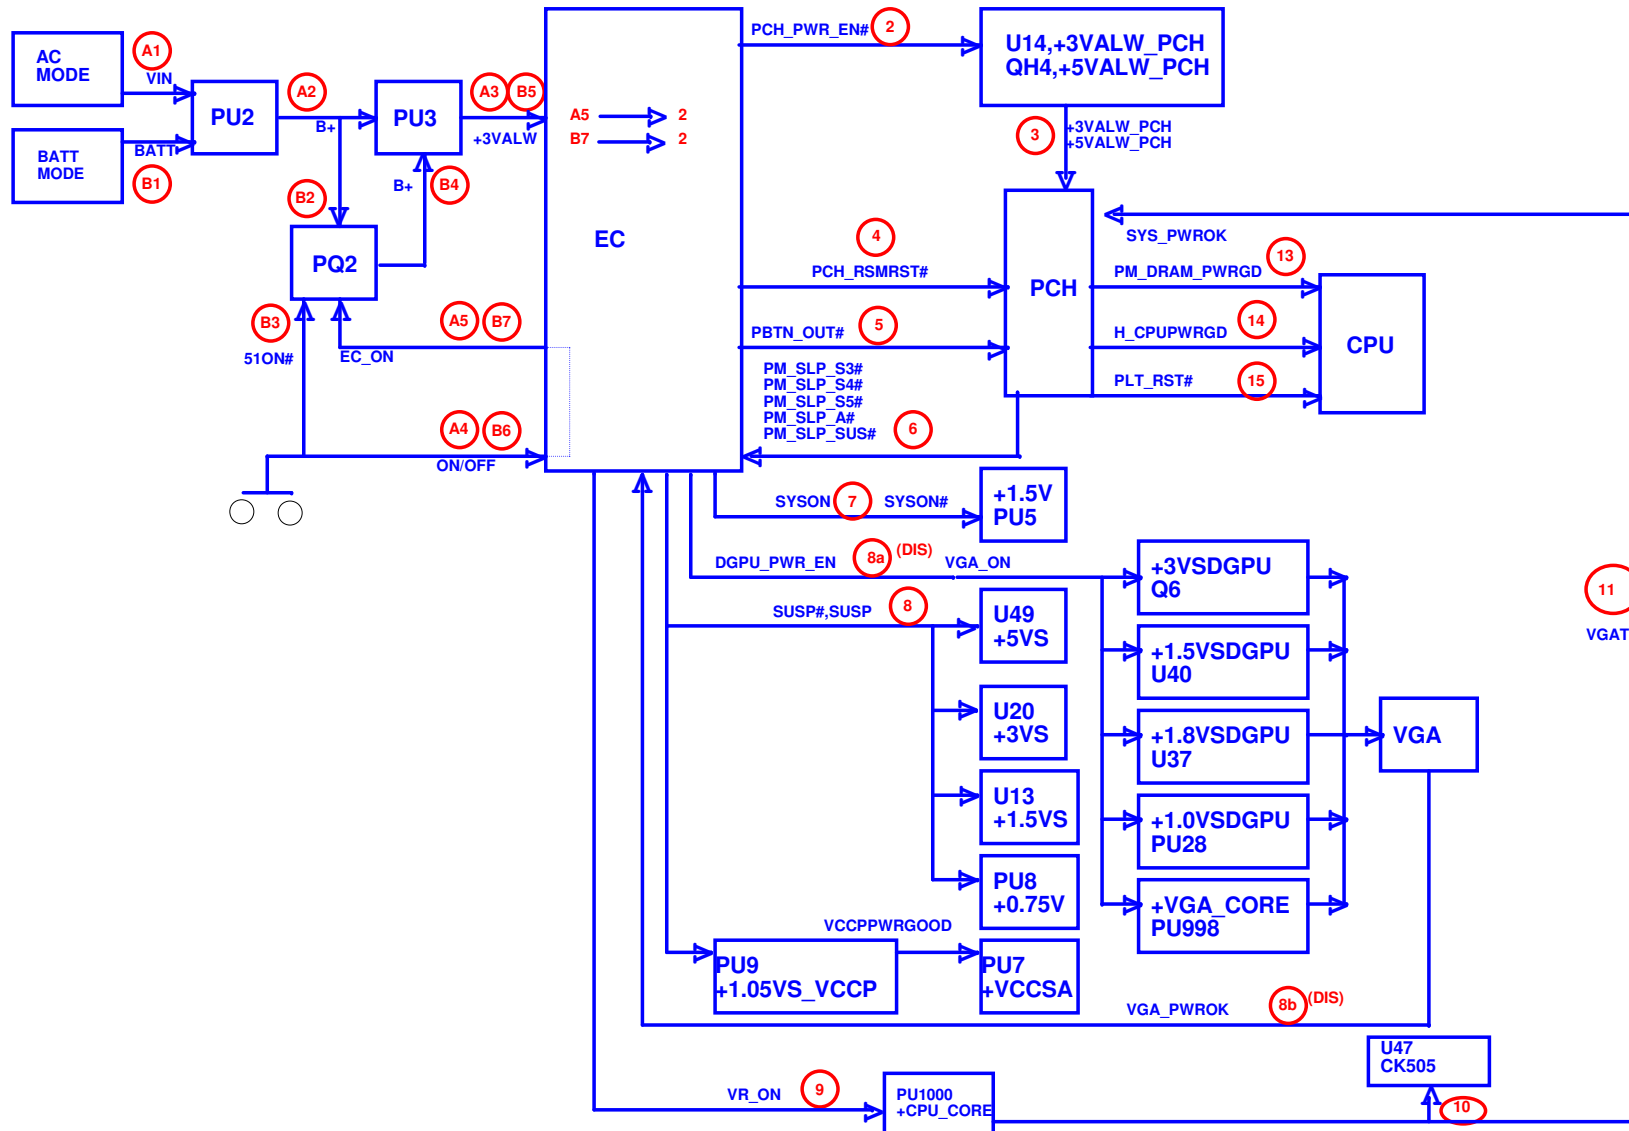 AC
MODE
A1
VIN
BATT
MODE
BATT
B1
PU2
A2
B+
PU3
A3
B5
+3VALW
B2
B+
B4
PQ2
B3
51ON#
A5
B7
EC_ON
A4
B6
ON/OFF
A5
2
B7
2
EC
PCH_PWR_EN#
2
U14,+3VALW_PCH
QH4,+5VALW_PCH
3
+3VALW_PCH
+5VALW_PCH
4
PCH_RSMRST#
PBTN_OUT#
5
PM_SLP_S3#
PM_SLP_S4#
PM_SLP_S5#
PM_SLP_A#
PM_SLP_SUS#
6
PCH
SYS_PWROK
PM_DRAM_PWRGD
13
H_CPUPWRGD
14
PLT_RST#
15
CPU
SYSON
7
SYSON#
+1.5V
PU5
DGPU_PWR_EN
8a
(DIS)
VGA_ON
SUSP#,SUSP
8
U49
+5VS
U20
+3VS
U13
+1.5VS
PU8
+0.75V
+3VSDGPU
Q6
+1.5VSDGPU
U40
+1.8VSDGPU
U37
+1.0VSDGPU
PU28
+VGA_CORE
PU998
VGA
11
VGAT
VCCPPWRGOOD
PU9
+1.05VS_VCCP
PU7
+VCCSA
VGA_PWROK
8b
(DIS)
U47
CK505
10
VR_ON
9
PU1000
+CPU_CORE